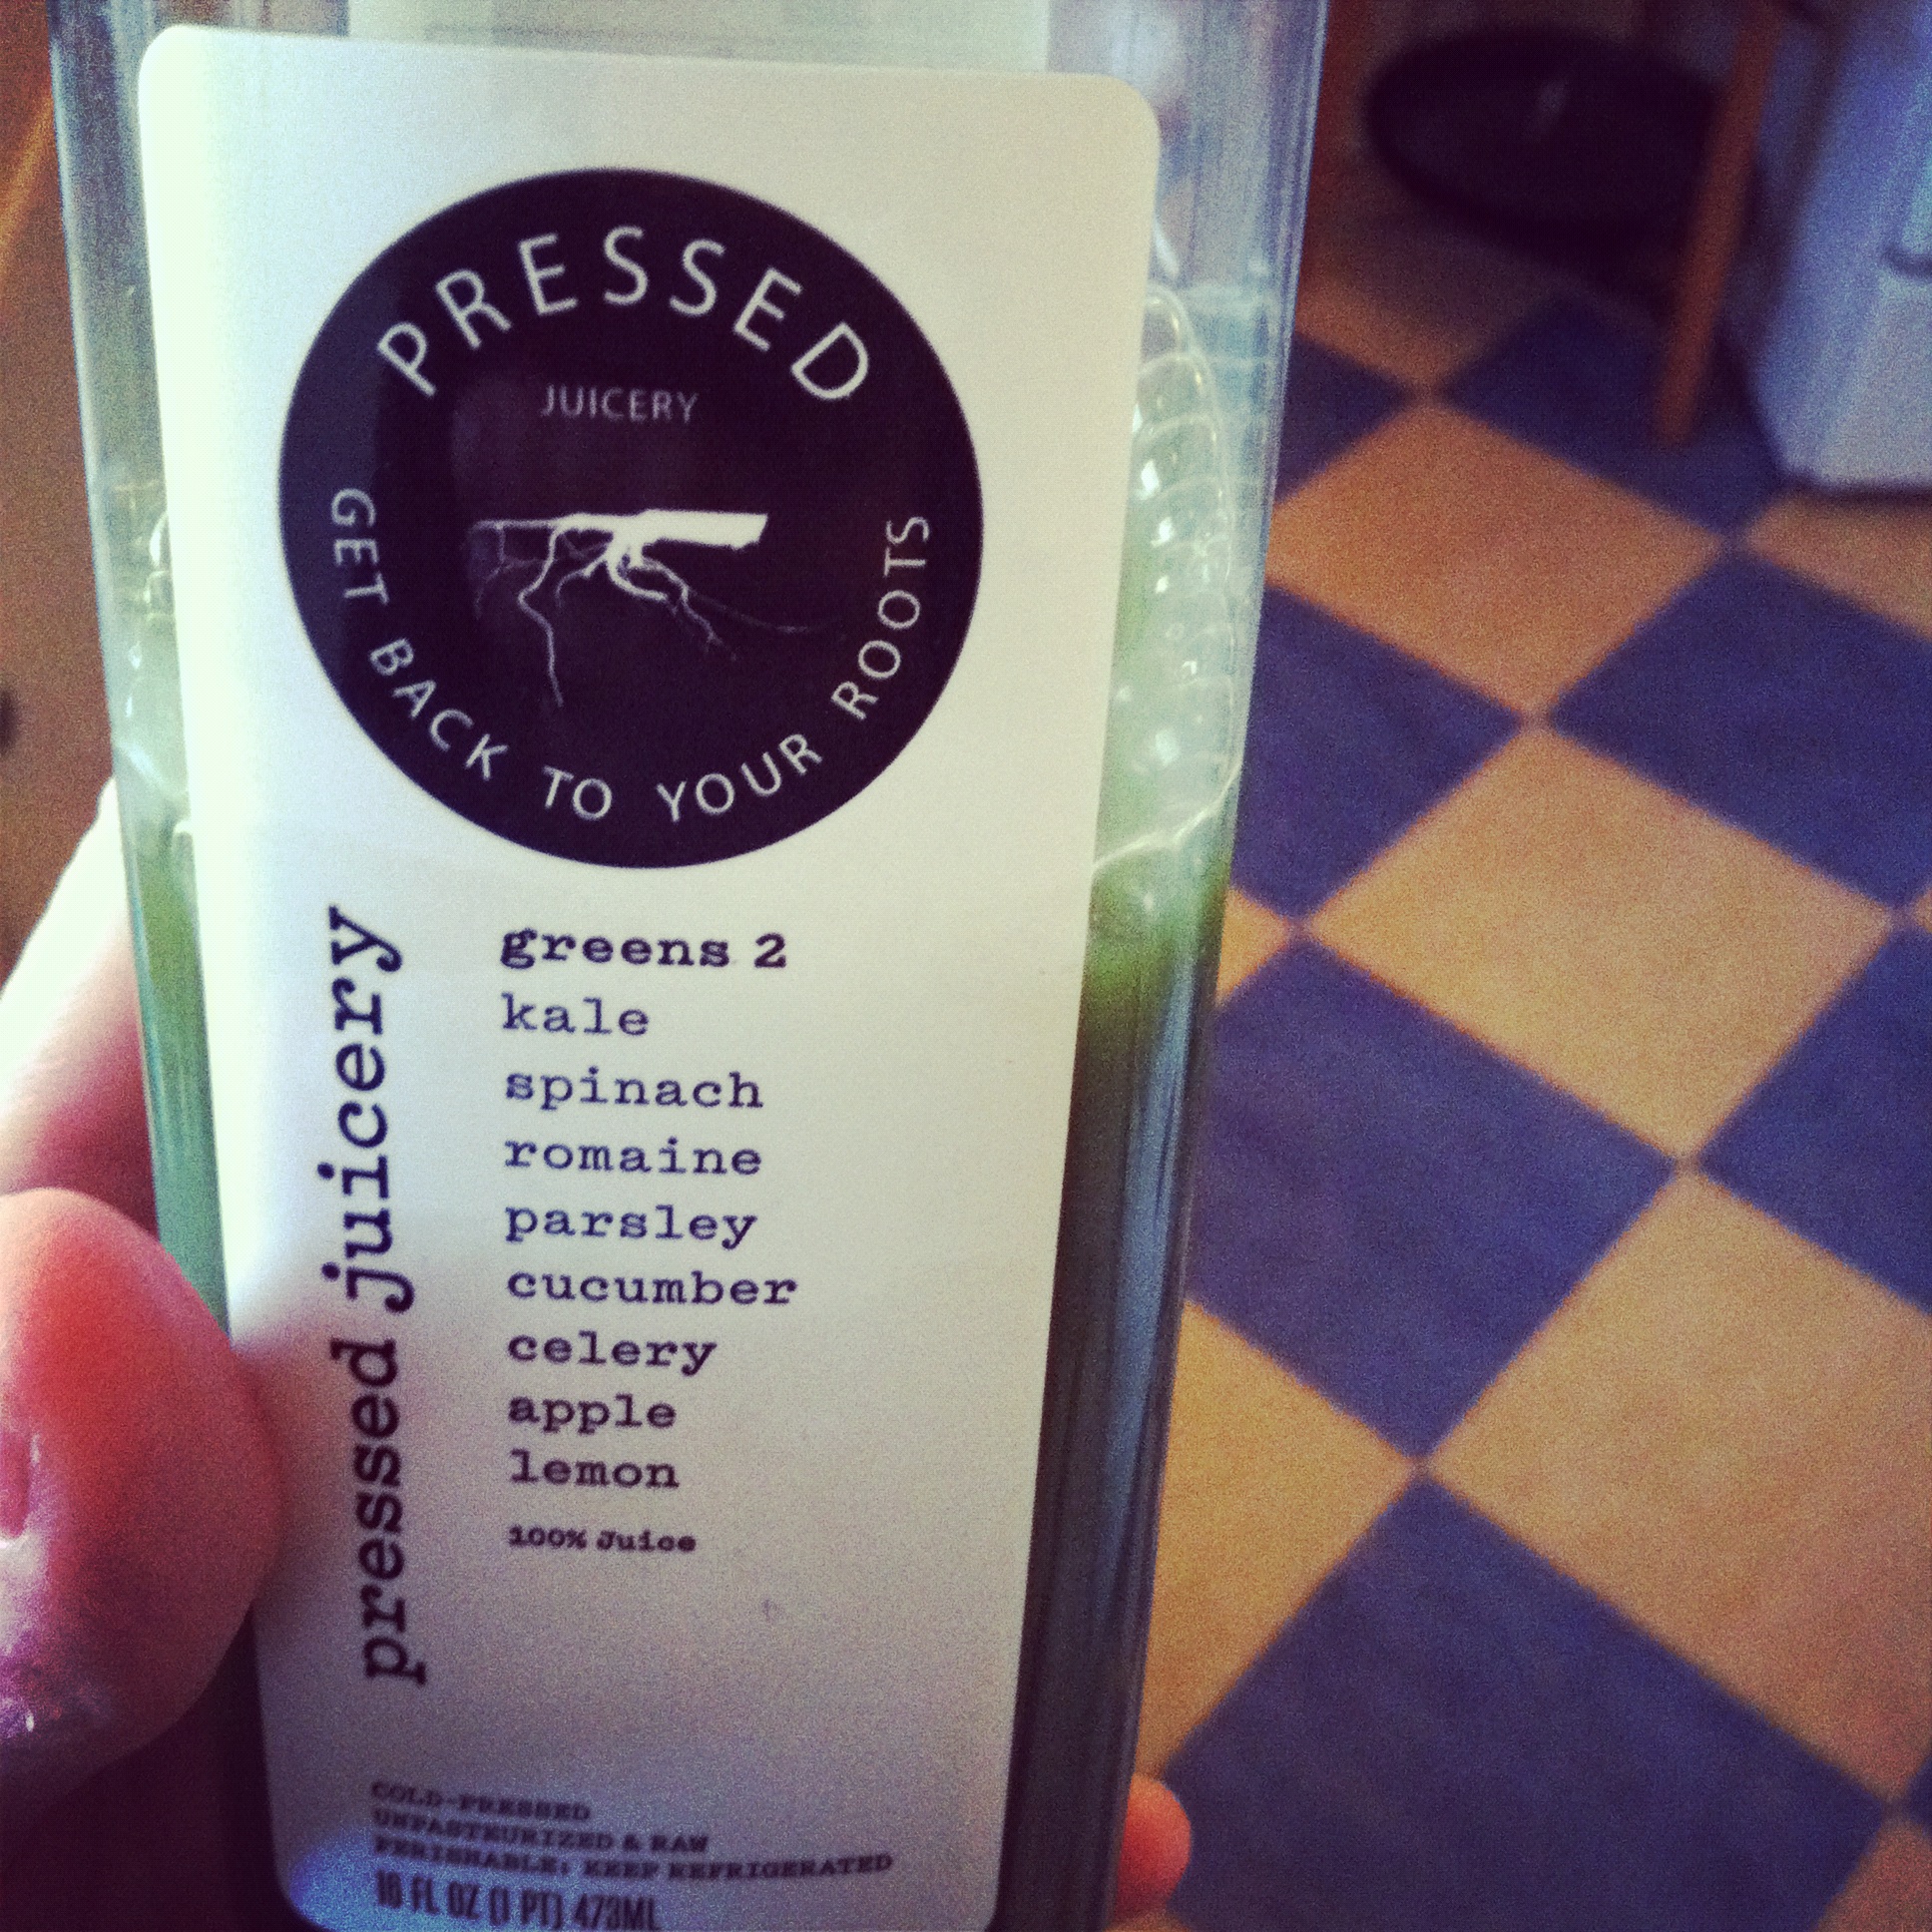 PRESSED
JUICERY
GET BACK TO YOUR ROOTS
pressed juicery
greens 2
kale
spinach
romaine
parsley
cucumber
celery
apple
lemon
100% Juice
COLD-PRESSED
UNPASTEURIZED & RAW
PERISHABLE: KEEP REFRIGERATED
16 FL OZ (1 PT) 473ML